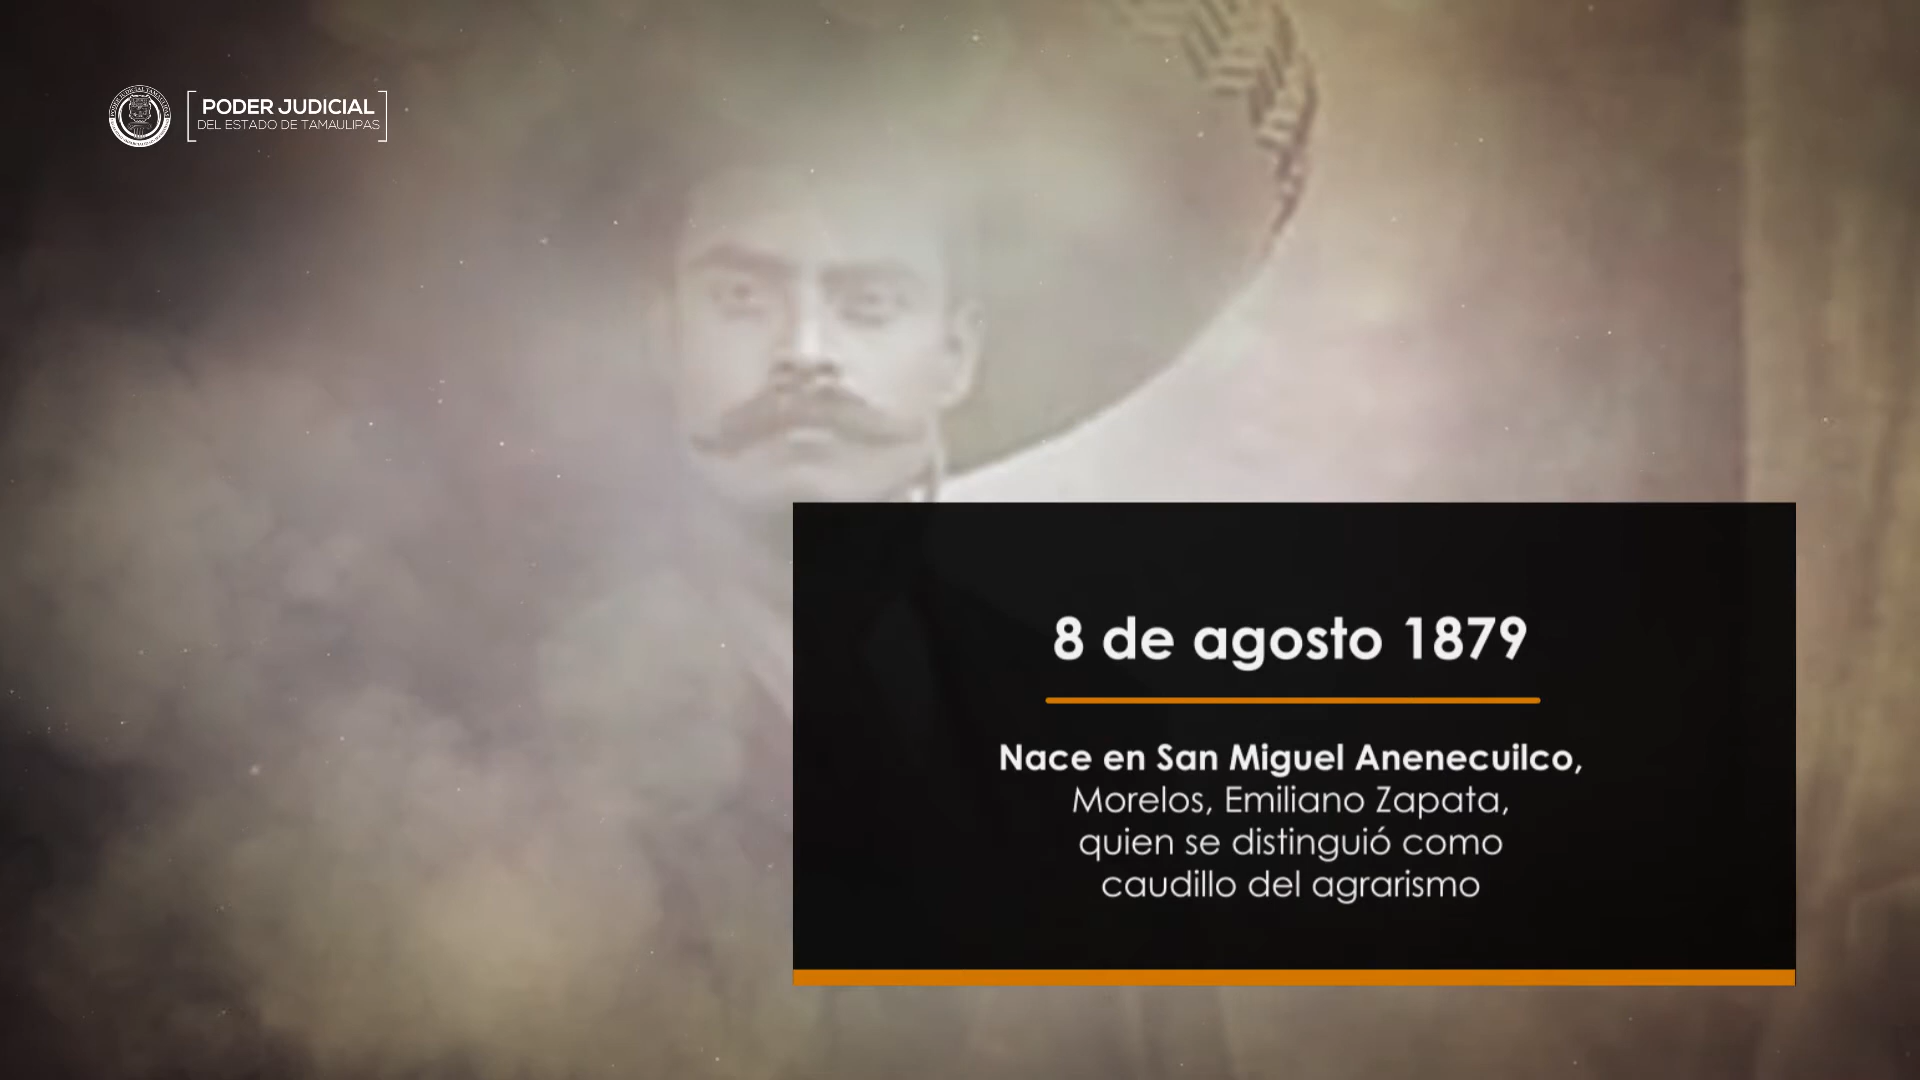 PODER JUDICIAL
DEL ESTADO DE TAMAULIPAS
8 de agosto 1879
Nace en San Miguel Anenecuilco,
Morelos, Emiliano Zapata,
quien se distinguió como
caudillo del agrarismo